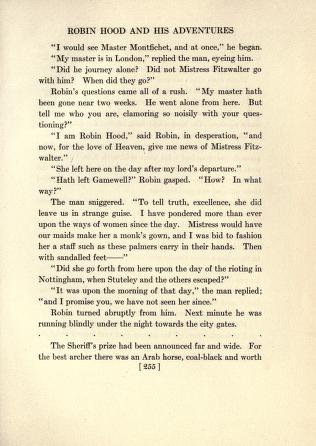 ROBIN HOOD AND HIS ADVENTURES
"I would see Master Montfichet, and at once," he began.
"My master is in London," replied the man, eyeing him.
"Did he journey alone? Did not Mistress Fitzwalter go
with him? When did they go?"
Robin's questions came all of a rush. "My master hath
been gone near two weeks. He went alone from here. But
tell me who you are, clamoring so noisily with your ques-
tioning?"
"I am Robin Hood," said Robin, in desperation, "and
now, for the love of Heaven, give me news of Mistress Fitz-
walter."
"She left here on the day after my lord's departure."
"Hath left Gamewell?" Robin gasped. "How? In what
way?"
The man sniggered. "To tell truth, excellence, she did
leave us in strange guise. I have pondered more than ever
upon the ways of women since the day. Mistress would have
our maids make her a monk's gown, and I was bid to fashion
her a staff such as these palmers carry in their hands. Then
with sandalled feet——"
"Did she go forth from here upon the day of the rioting in
Nottingham, when Stuteley and the others escaped?"
"It was upon the morning of that day," the man replied;
"and I promise you, we have not seen her since."
Robin turned abruptly from him. Next minute he was
running blindly under the night towards the city gates.
. . . . . . . .
The Sheriff's prize had been announced far and wide. For
the best archer there was an Arab horse, coal-black and worth
[ 255 ]